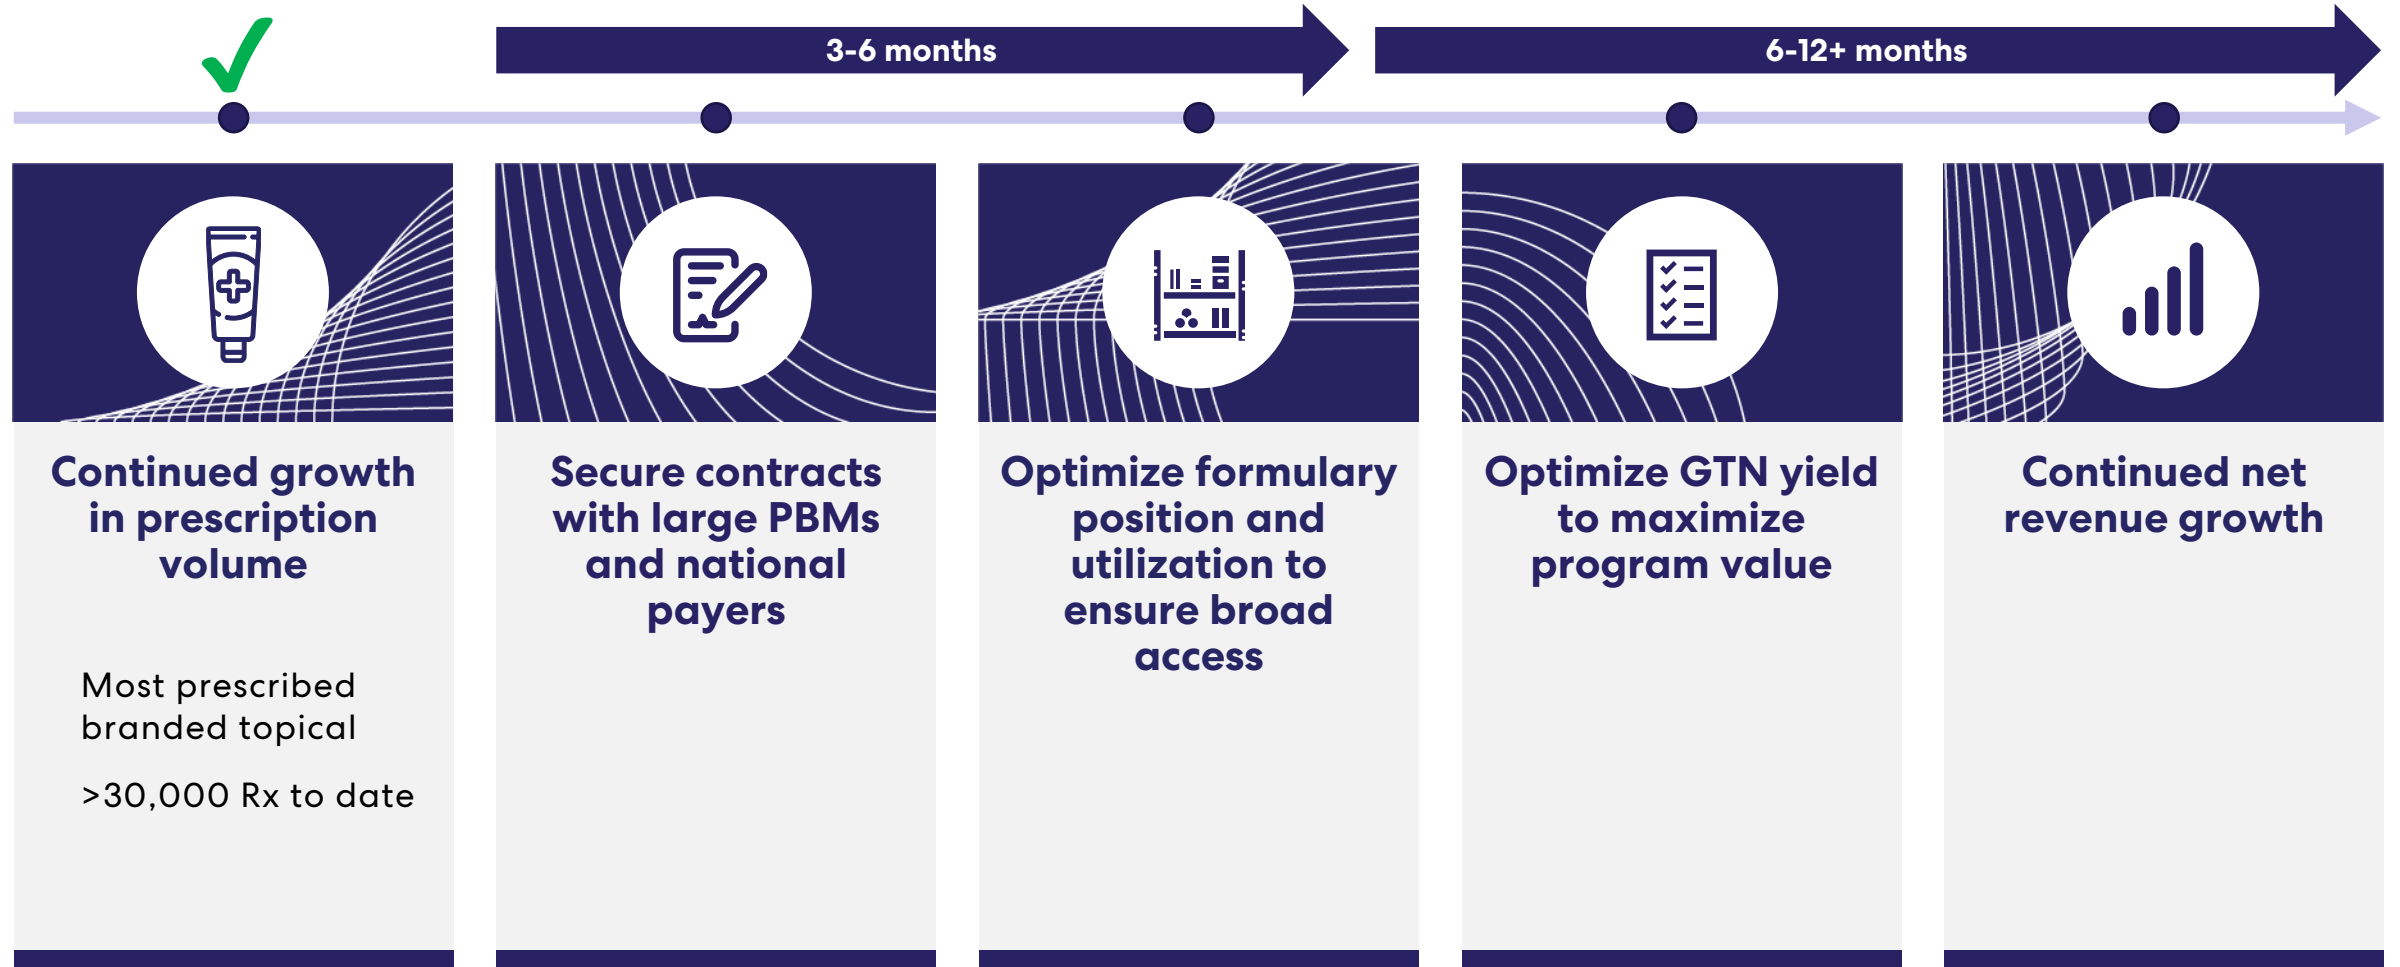 3-6 months
6-12+ months
Continued growth
in prescription
volume
Most prescribed
branded topical
>30,000 Rx to date
Secure contracts
with large PBMs
and national
payers
Optimize formulary
position and
utilization to
ensure broad
access
Optimize GTN yield
to maximize
program value
Continued net
revenue growth